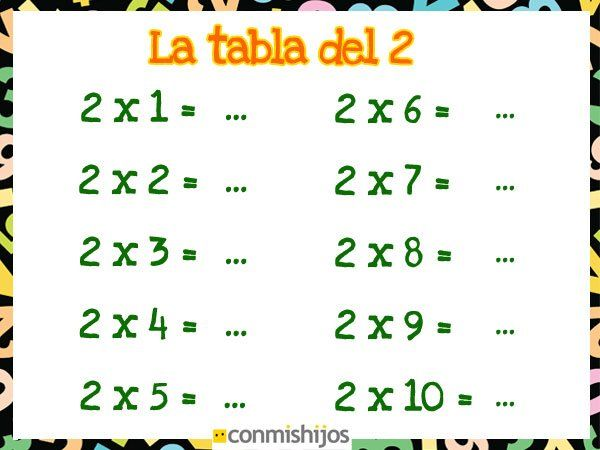 La tabla del 2
2 x 1 = ...
2 x 2 = ...
2 x 3 = ...
2 x 4 = ...
2 x 5 = ...
2 x 6 = ...
2 x 7 = ...
2 x 8 = ...
2 x 9 = ...
2 x 10 = ...
conmishijos